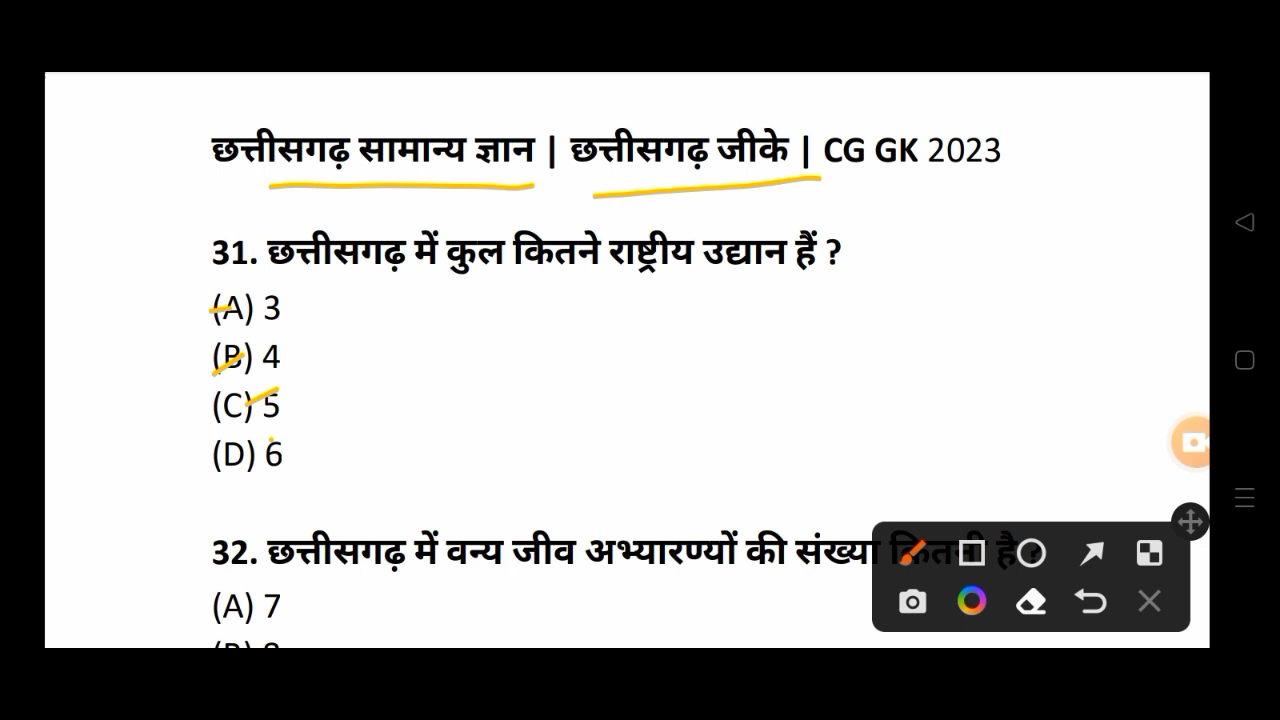 छत्तीसगढ़ सामान्य ज्ञान | छत्तीसगढ़ जीके | CG GK 2023
31. छत्तीसगढ़ में कुल कितने राष्ट्रीय उद्यान हैं ?
(A) 3
(B) 4
(C) 5
(D) 6
32. छत्तीसगढ़ में वन्य जीव अभ्यारण्यों की संख्या कितनी है ?
(A) 7